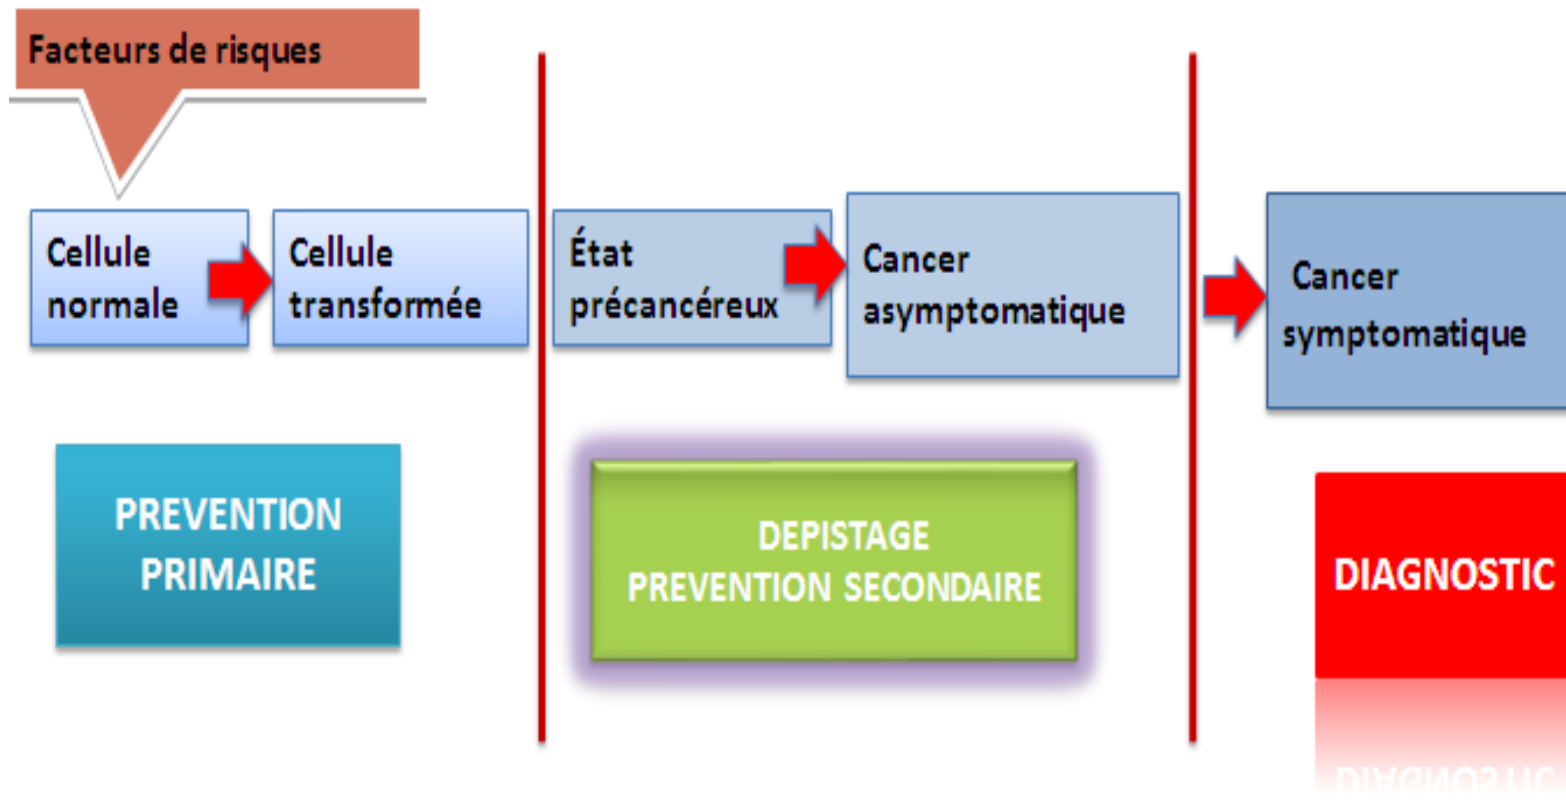 Facteurs de risques
Cellule
normale
Cellule
transformée
État
précancéreux
Cancer
asymptomatique
Cancer
symptomatique
PREVENTION
PRIMAIRE
DEPISTAGE
PREVENTION SECONDAIRE
DIAGNOSTIC